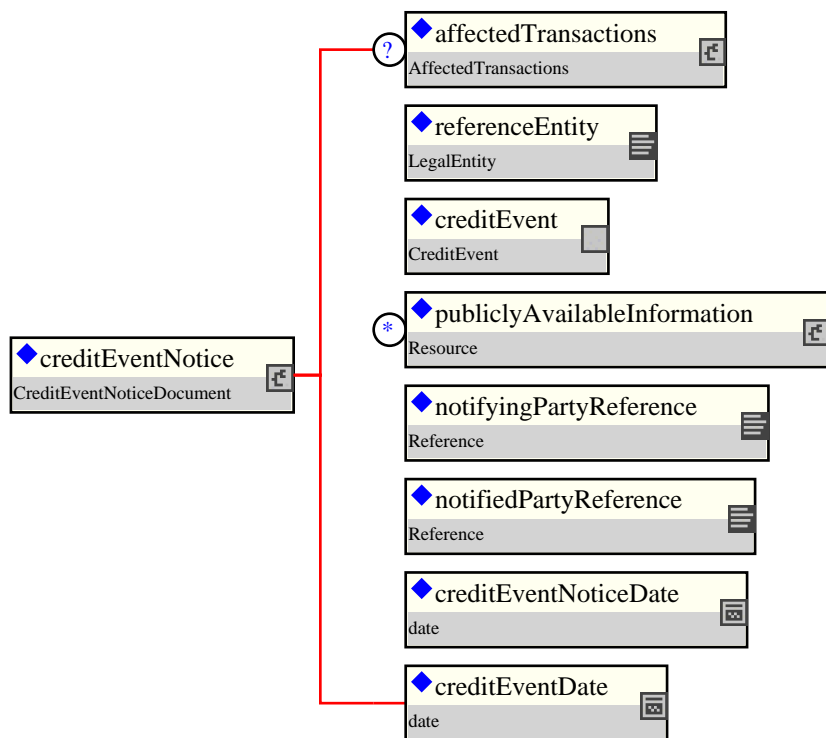 affectedTransactions
?
AffectedTransactions
referenceEntity
LegalEntity
creditEvent
CreditEvent
publiclyAvailableInformation
*
Resource
creditEventNotice
CreditEventNoticeDocument
notifyingPartyReference
Reference
notifiedPartyReference
Reference
creditEventNoticeDate
date
creditEventDate
date